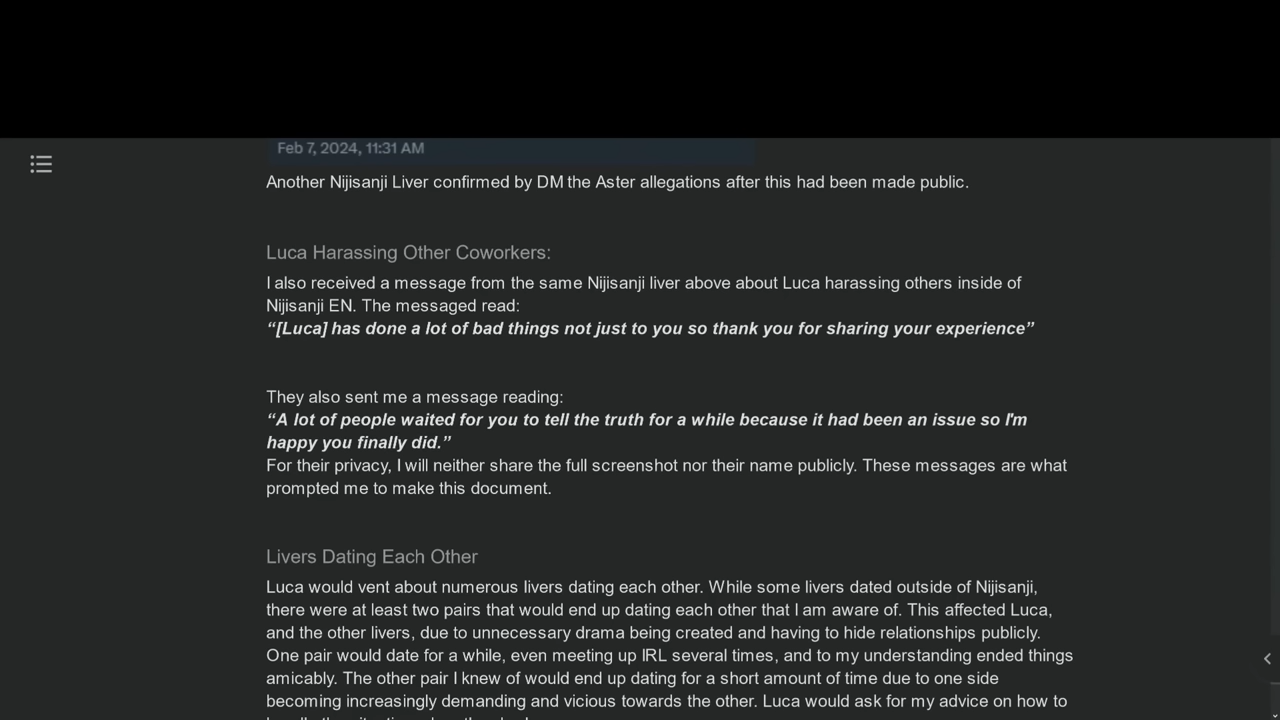 Feb 7, 2024, 11:31 AM
Another Nijisanji Liver confirmed by DM the Aster allegations after this had been made public.
Luca Harassing Other Coworkers:
I also received a message from the same Nijisanji liver above about Luca harassing others inside of
Nijisanji EN. The messaged read:
“[Luca] has done a lot of bad things not just to you so thank you for sharing your experience”
They also sent me a message reading:
“A lot of people waited for you to tell the truth for a while because it had been an issue so I'm
happy you finally did.”
For their privacy, I will neither share the full screenshot nor their name publicly. These messages are what
prompted me to make this document.
Livers Dating Each Other
Luca would vent about numerous livers dating each other. While some livers dated outside of Nijisanji,
there were at least two pairs that would end up dating each other that I am aware of. This affected Luca,
and the other livers, due to unnecessary drama being created and having to hide relationships publicly.
One pair would date for a while, even meeting up IRL several times, and to my understanding ended things
amicably. The other pair I knew of would end up dating for a short amount of time due to one side
becoming increasingly demanding and vicious towards the other. Luca would ask for my advice on how to